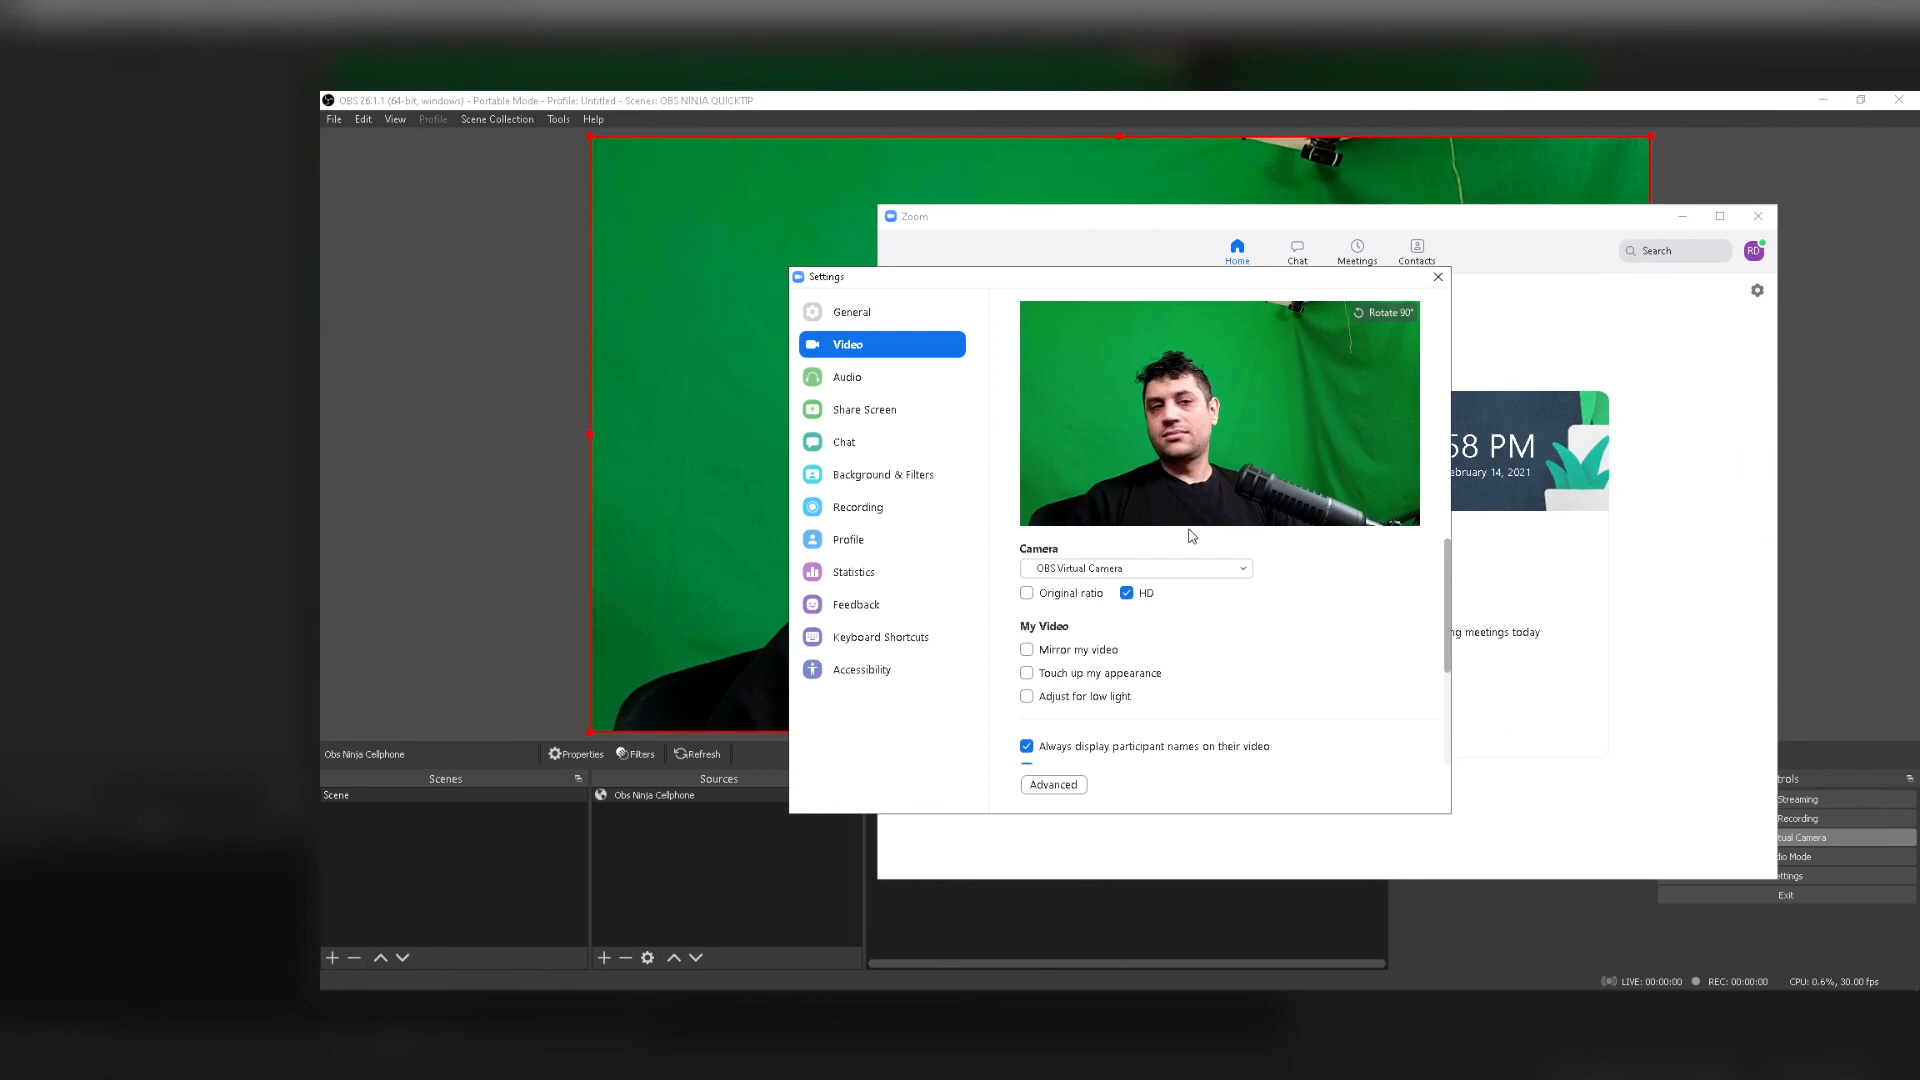 OBS 26.1.1 (64-bit, windows) - Portable Mode - Profile: Untitled - Scenes: OBS NINJA QUICKTIP
File Edit View Profile Scene Collection Tools Help
Zoom
Home Chat Meetings Contacts
Search
RD
Settings
General
Video
Audio
Share Screen
Chat
Background & Filters
Recording
Profile
Statistics
Feedback
Keyboard Shortcuts
Accessibility
Rotate 90°
Camera
OBS Virtual Camera
Original ratio HD
My Video
Mirror my video
Touch up my appearance
Adjust for low light
Always display participant names on their video
Advanced
58 PM
ebruary 14, 2021
ng meetings today
Obs Ninja Cellphone
Properties Filters Refresh
Scenes
Scene
Sources
Obs Ninja Cellphone
trols
Streaming
Recording
tual Camera
dio Mode
ettings
Exit
LIVE: 00:00:00 REC: 00:00:00 CPU: 0.6%, 30.00 fps